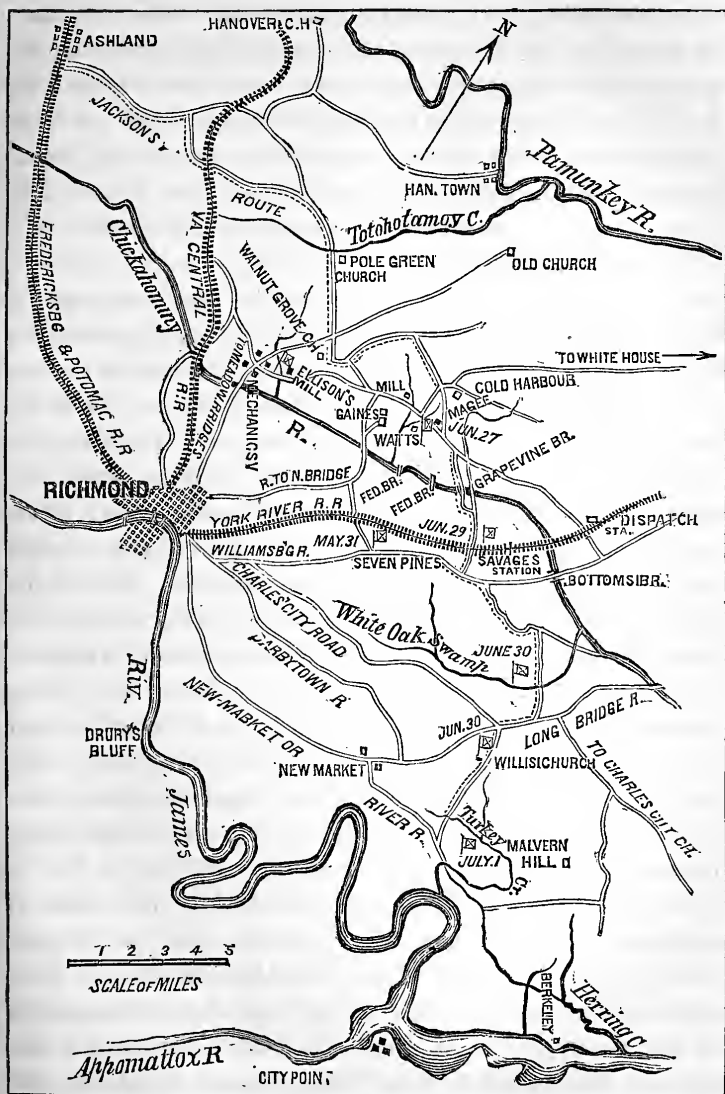 HANOVER C.H
ASHLAND
N
JACKSON'S
ROUTE
HAN. TOWN
Pamunkey R.
Totohotamoy C.
Chickahominy
R.
VA. CENTRAL
R.R
FREDERICKSBG & POTOMAC R.R
POLE GREEN
CHURCH
OLD CHURCH
WALNUT GROVE CH.
TO WHITE HOUSE
TO MEADOW BRIDGES
MECHANICSV
ELLISON'S
MILL
MILL
COLD HARBOUR
GAINES
MAGEE
JUN. 27
WATTS
GRAPEVINE BR.
R. TO N. BRIDGE
FED. BR.
FED. BR.
RICHMOND
YORK RIVER R.R
JUN. 29
DISPATCH
STA.
MAY. 31
SAVAGES
STATION
WILLIAMSB'G R.
SEVEN PINES
BOTTOMS BR.
CHARLES' CITY ROAD
White Oak Swamp
JUNE 30
DARBYTOWN R
Riv.
James
NEW-MARKET OR
RIVER R.
JUN. 30
LONG BRIDGE R.
DRURY'S
BLUFF
WILLIS CHURCH
NEW MARKET
TO CHARLES CITY CH.
Turkey
Cr.
MALVERN
HILL
JULY. 1
1 2 3 4 5
SCALE OF MILES
BERKELEY
Herring C
Appomattox R
CITY POINT